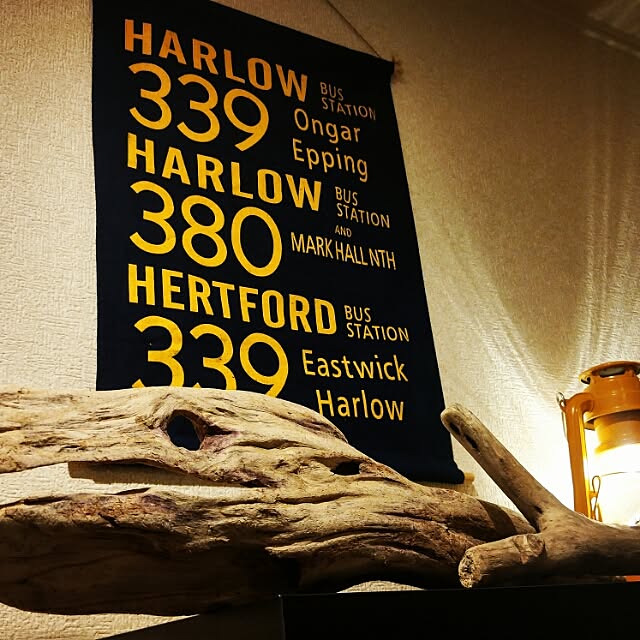 HARLOW BUS STATION
339 Ongar Epping
HARLOW BUS STATION
380 AND MARK HALL NTH
HERTFORD BUS STATION
339 Eastwick Harlow